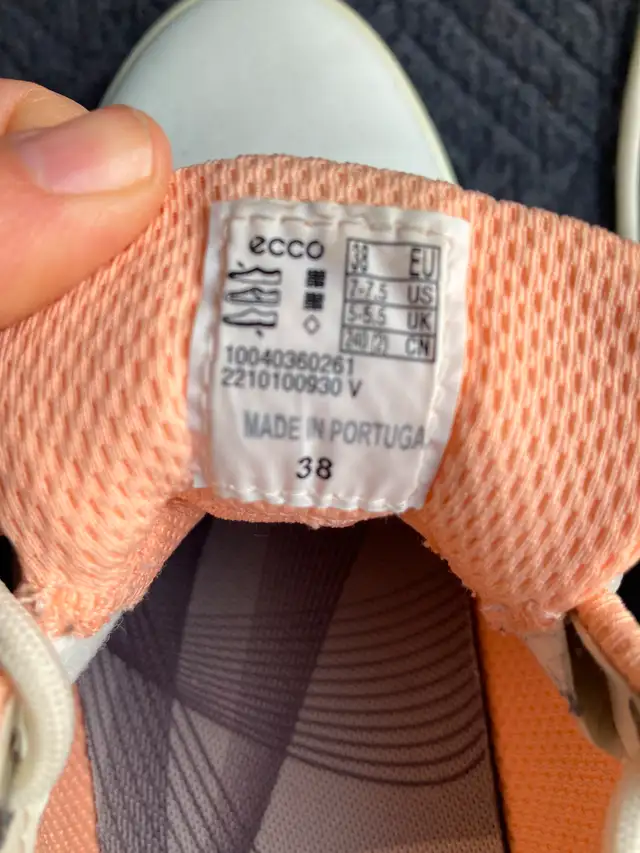 ecco
38 EU
7-7.5 US
5-5.5 UK
240(2) CN
10040360261
2210100930 V
MADE IN PORTUGA
38